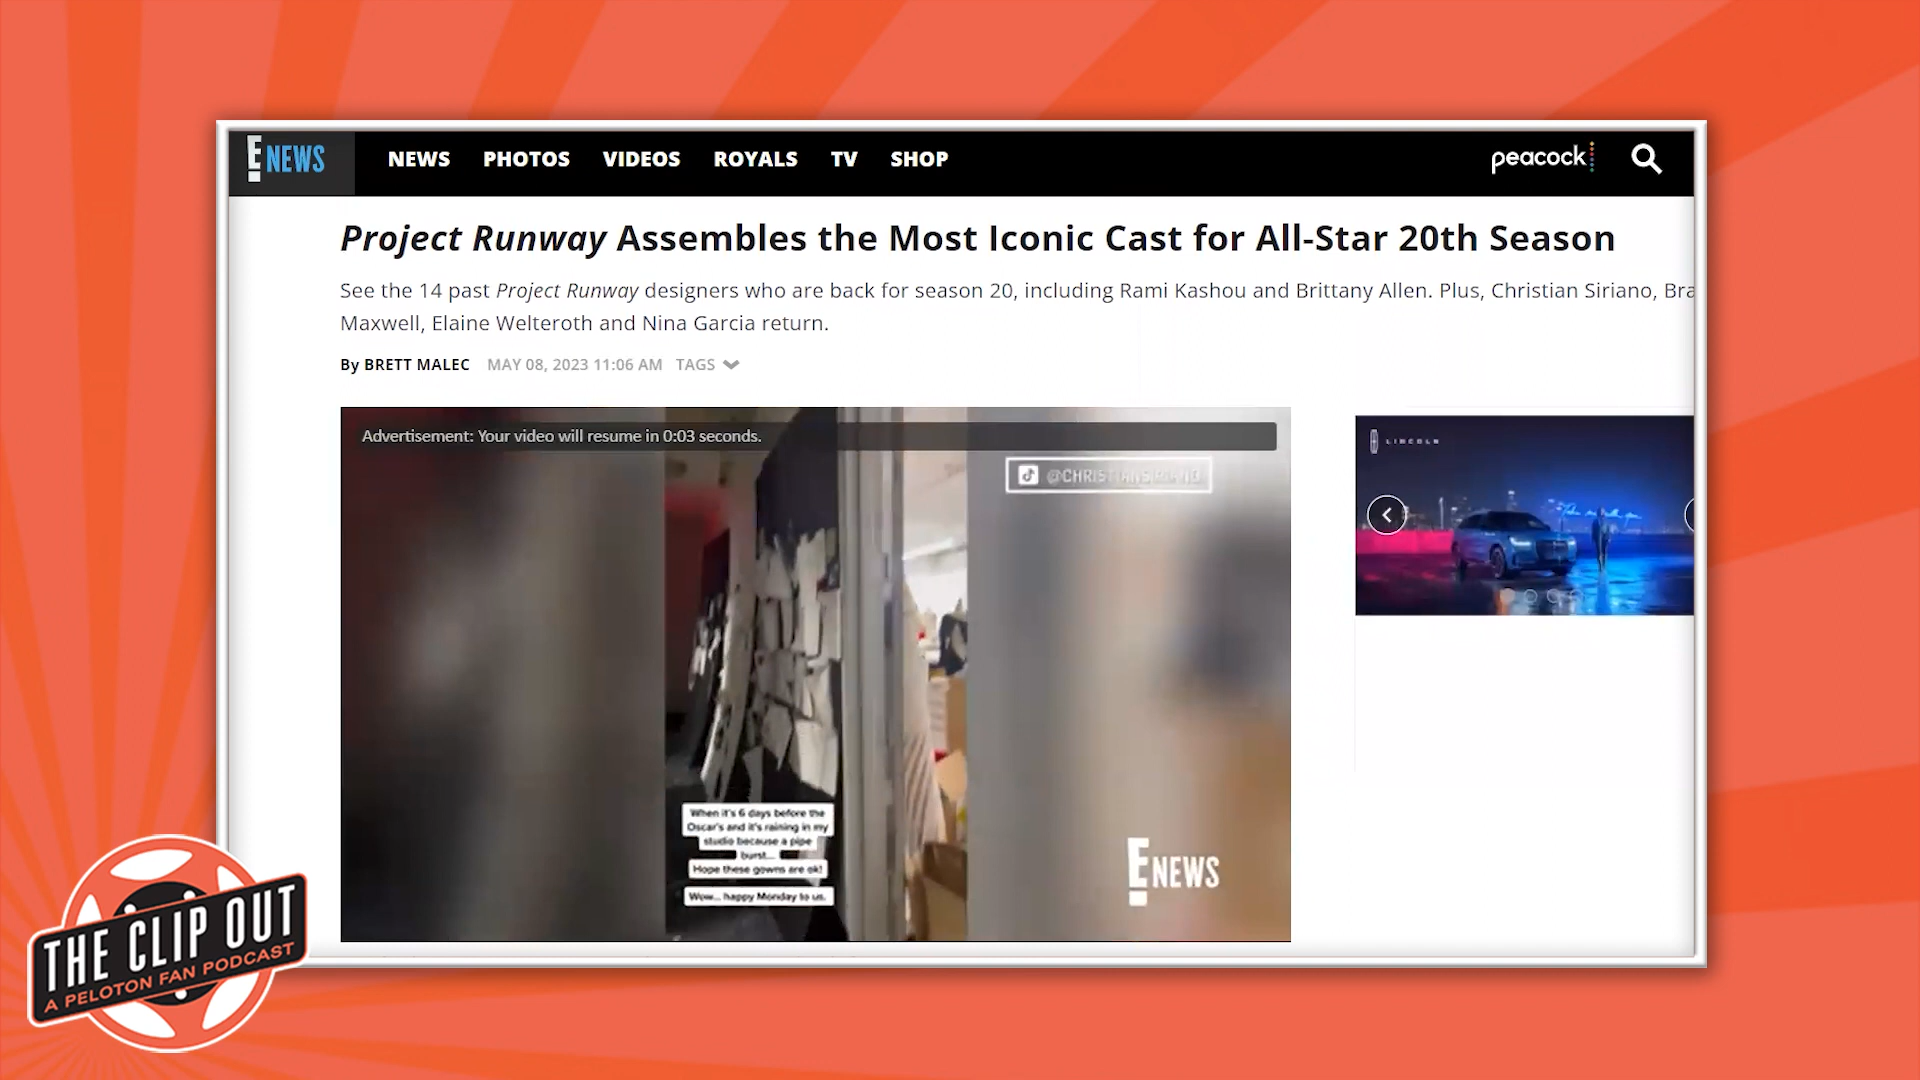 E NEWS
NEWS PHOTOS VIDEOS ROYALS TV SHOP
peacock
Project Runway Assembles the Most Iconic Cast for All-Star 20th Season
See the 14 past Project Runway designers who are back for season 20, including Rami Kashou and Brittany Allen. Plus, Christian Siriano, Bra
Maxwell, Elaine Welteroth and Nina Garcia return.
By BRETT MALEC MAY 08, 2023 11:06 AM TAGS
Advertisement: Your video will resume in 0:03 seconds.
@CHRISTIANSIRIANO
LINCOLN
When it's 6 days before the
Oscar's and it's raining in my
studio because a pipe
burst...
Hope these gowns are ok!
Wow... happy Monday to us.
E NEWS
THE CLIP OUT
A PELOTON FAN PODCAST